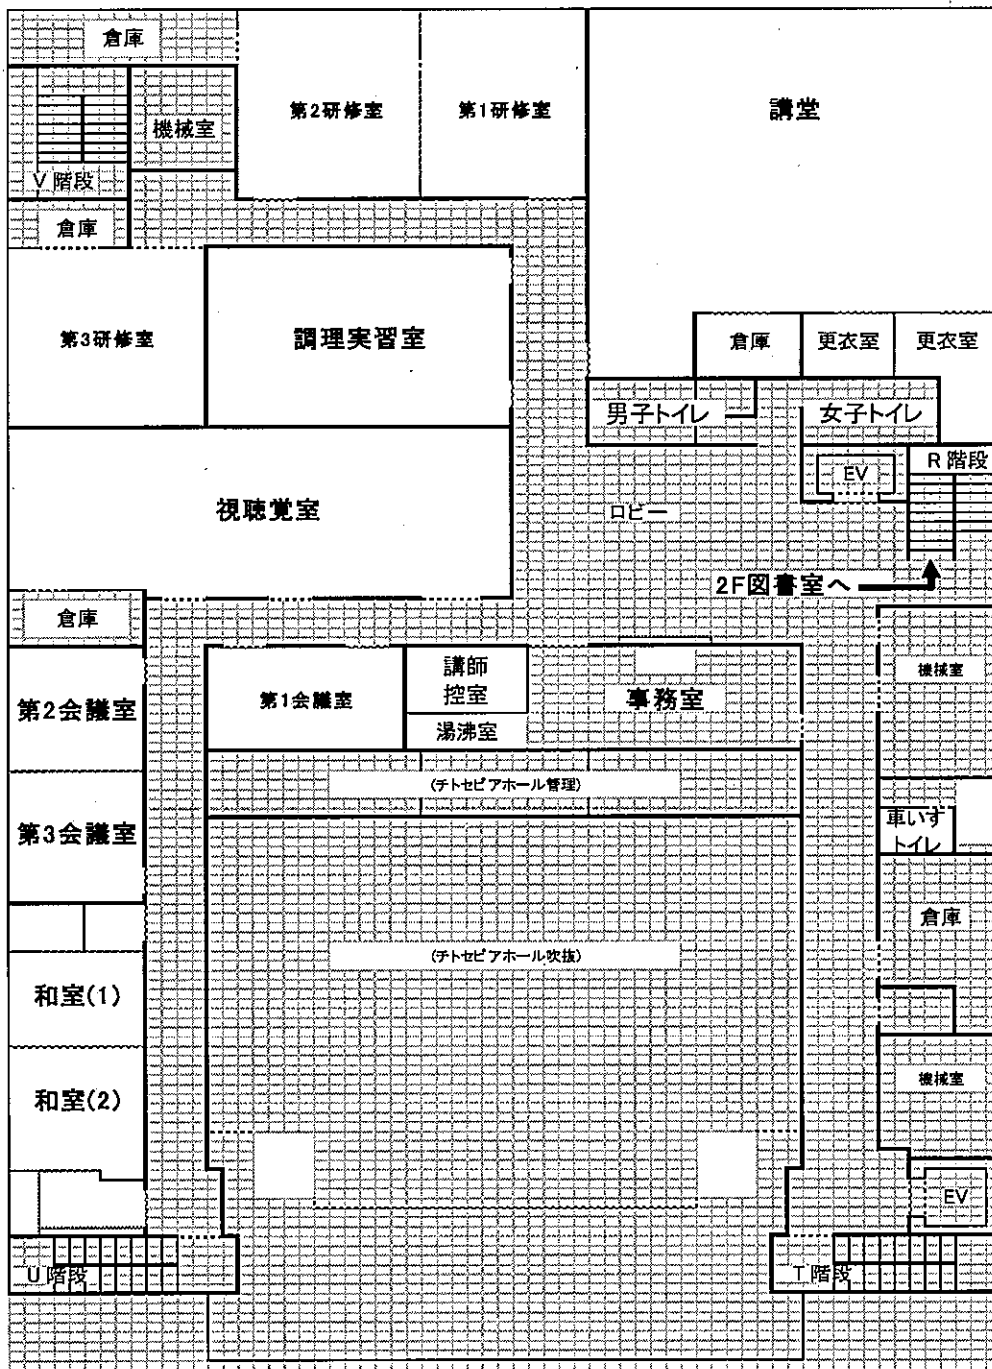 倉庫
第2研修室
第1研修室
講堂
機械室
V 階段
倉庫
第3研修室
調理実習室
倉庫
更衣室
更衣室
男子トイレ
女子トイレ
R 階段
EV
視聴覚室
ロビー
2F図書室へ
倉庫
第2会議室
第1会議室
講師
控室
湯沸室
事務室
機械室
(チトセピアホール管理)
第3会議室
車いす
トイレ
倉庫
(チトセピアホール吹抜)
和室(1)
和室(2)
機械室
EV
U 階段
T 階段